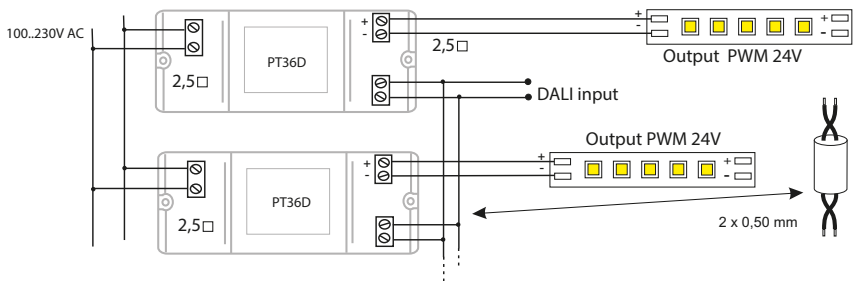 100..230V AC
PT36D
2,5□
+
-
2,5□
+
-
Output PWM 24V
DALI input
PT36D
2,5□
+
-
Output PWM 24V
+
-
+
-
2 x 0,50 mm